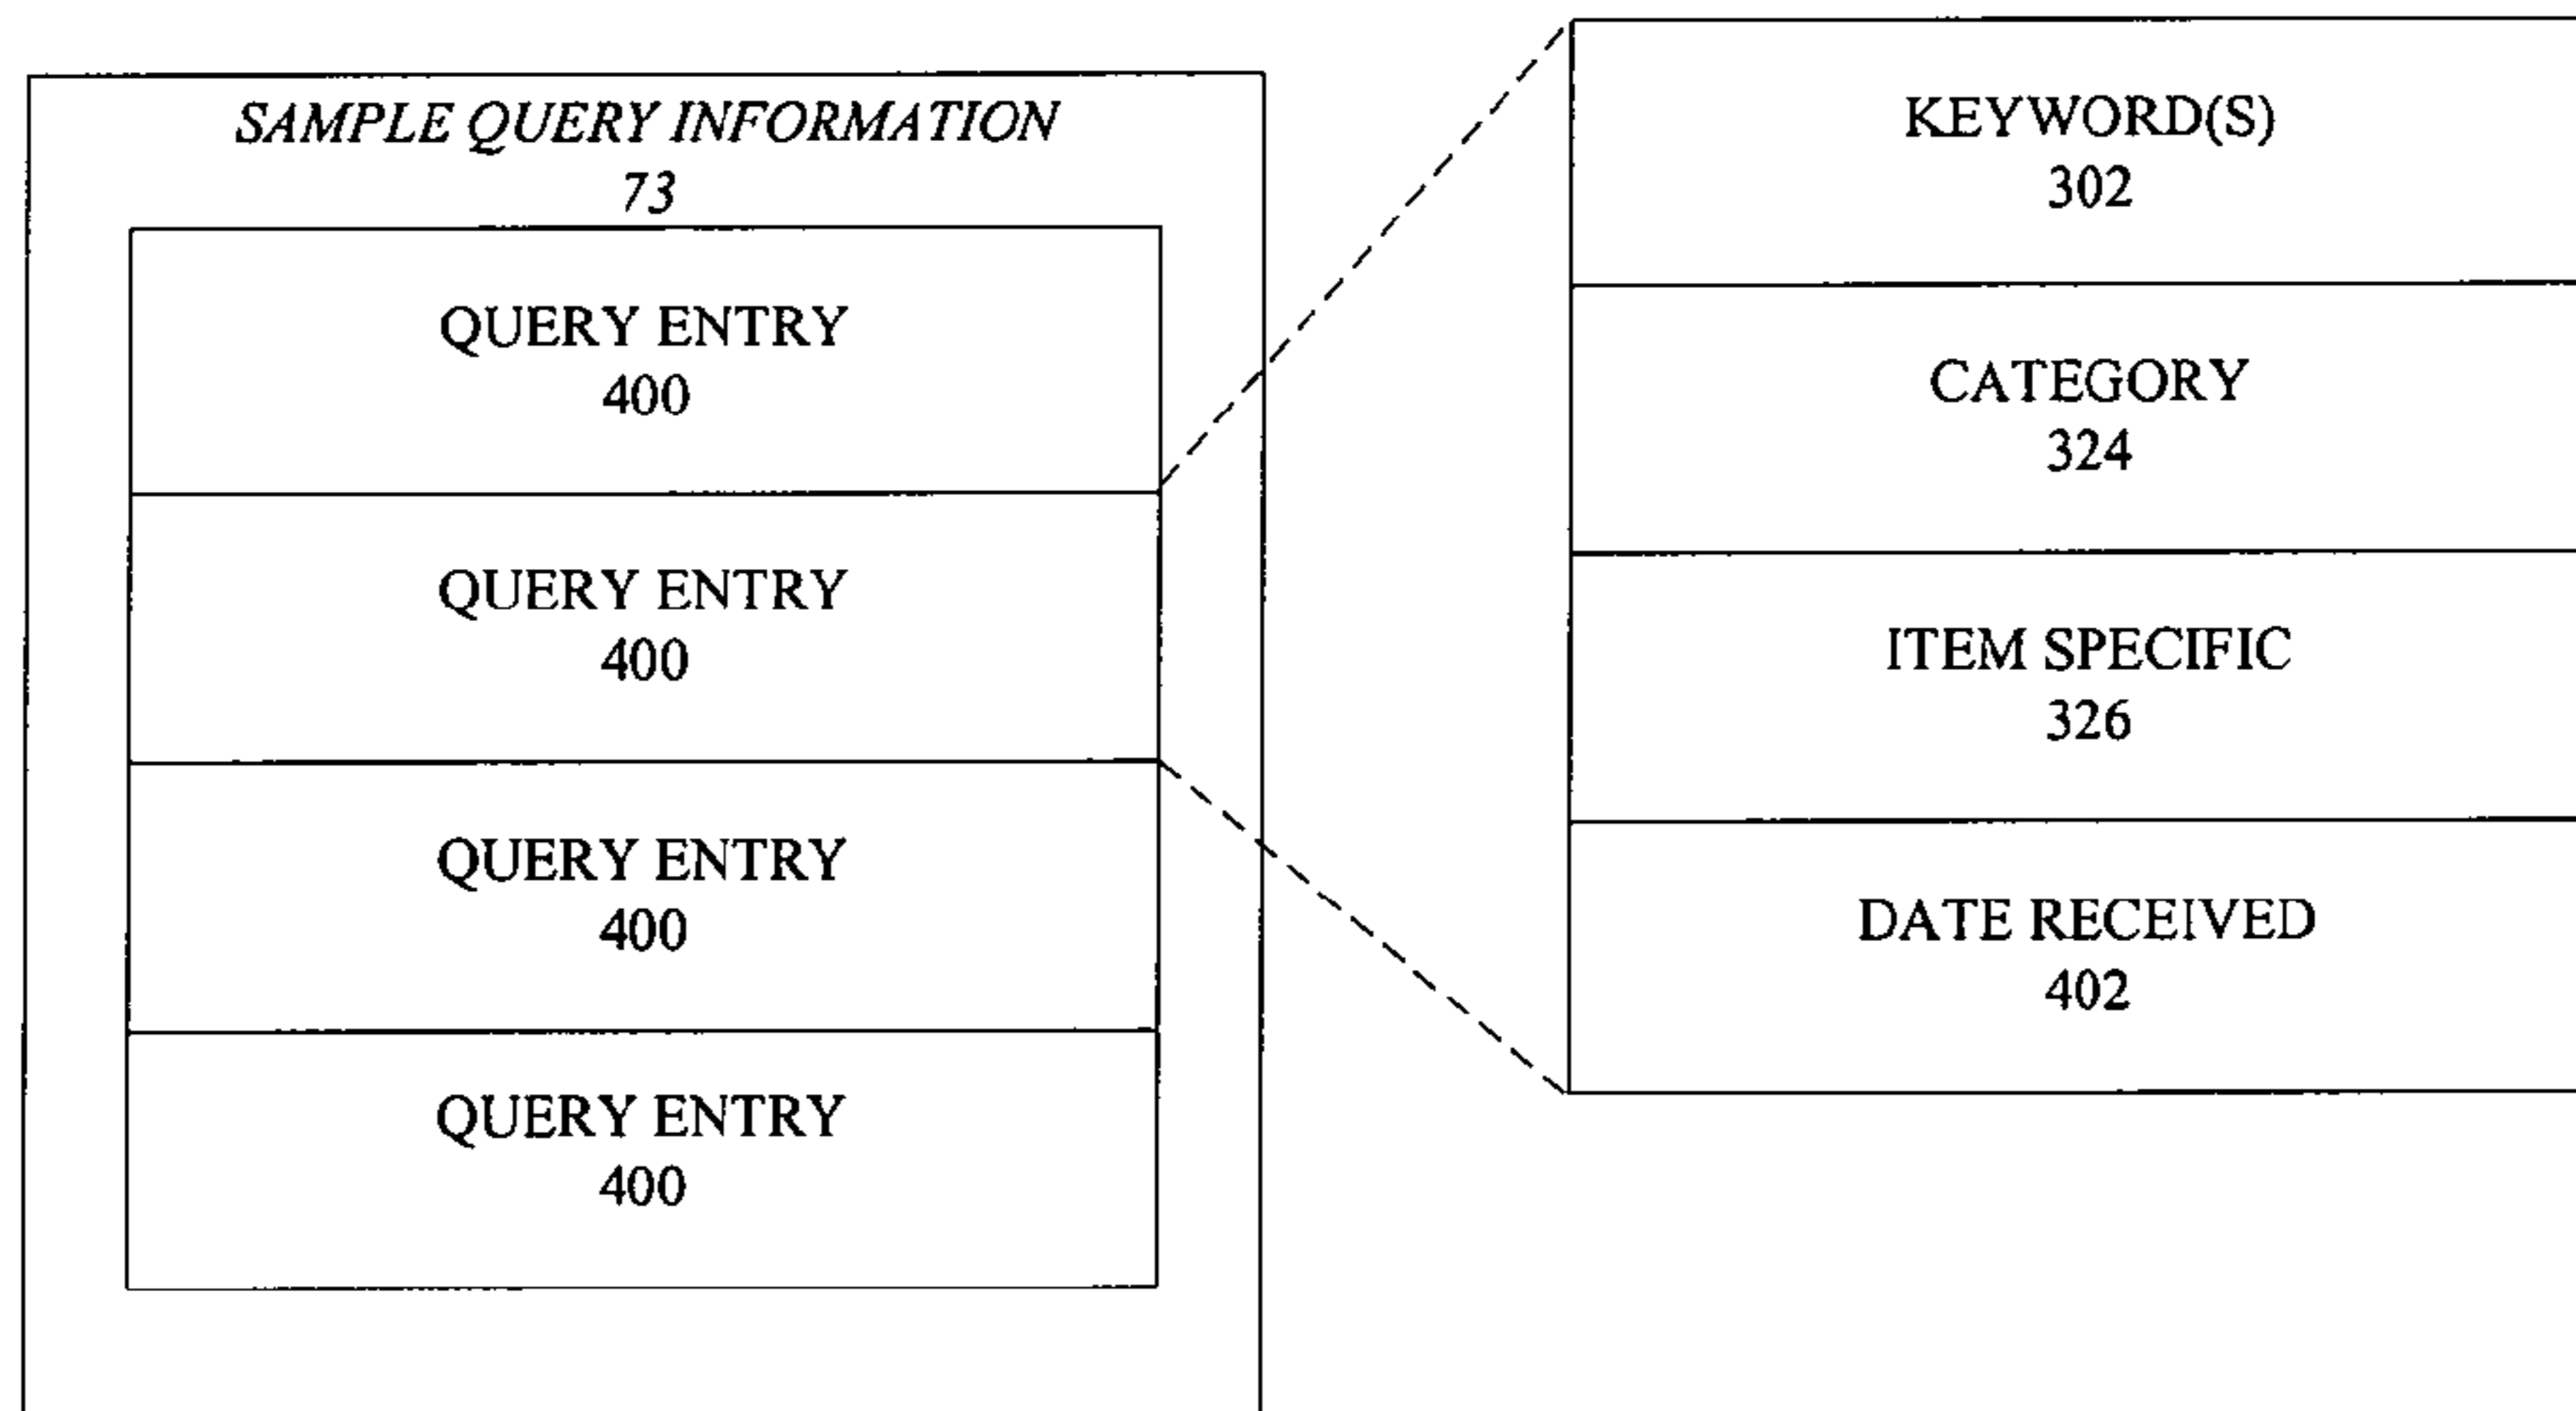 SAMPLE QUERY INFORMATION
73
QUERY ENTRY
400
QUERY ENTRY
400
QUERY ENTRY
400
QUERY ENTRY
400
KEYWORD(S)
302
CATEGORY
324
ITEM SPECIFIC
326
DATE RECEIVED
402